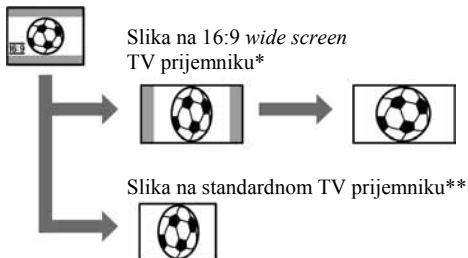 16:9
Slika na 16:9 wide screen
TV prijemniku*
Slika na standardnom TV prijemniku**